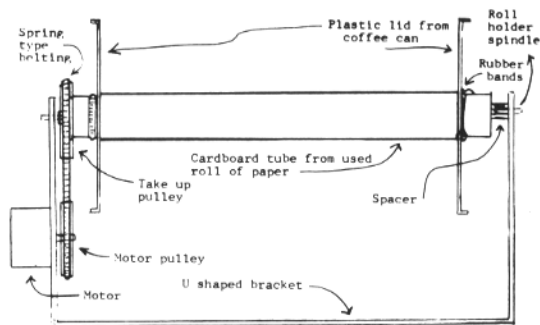 Spring
type
belting
Plastic lid from
coffee can
Roll
holder
spindle
Rubber
bands
Cardboard tube from used
roll of paper
Take up
pulley
Spacer
Motor pulley
Motor
U shaped bracket